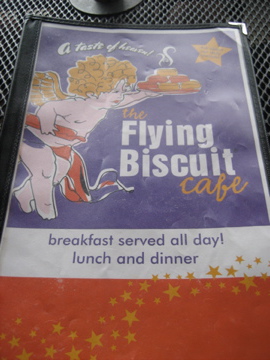 A taste of heaven!
the
Flying
Biscuit
cafe
breakfast served all day!
lunch and dinner